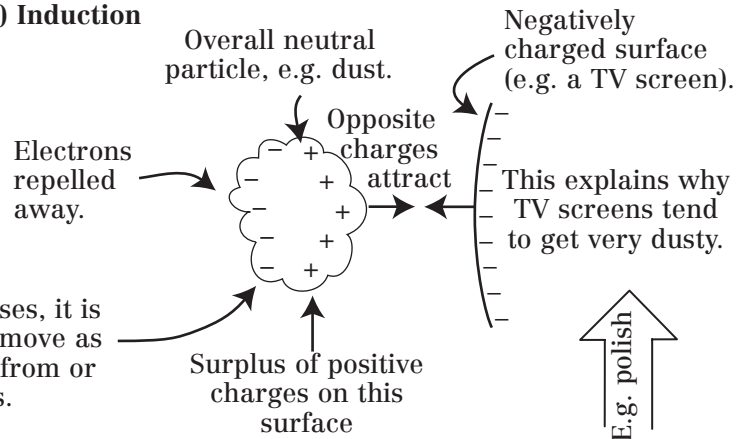 ) Induction
Overall neutral
particle, e.g. dust.
Negatively
charged surface
(e.g. a TV screen).
Electrons
repelled
away.
Opposite
charges
attract
This explains why
TV screens tend
to get very dusty.
ses, it is
move as
from or
s.
Surplus of positive
charges on this
surface
E.g. polish